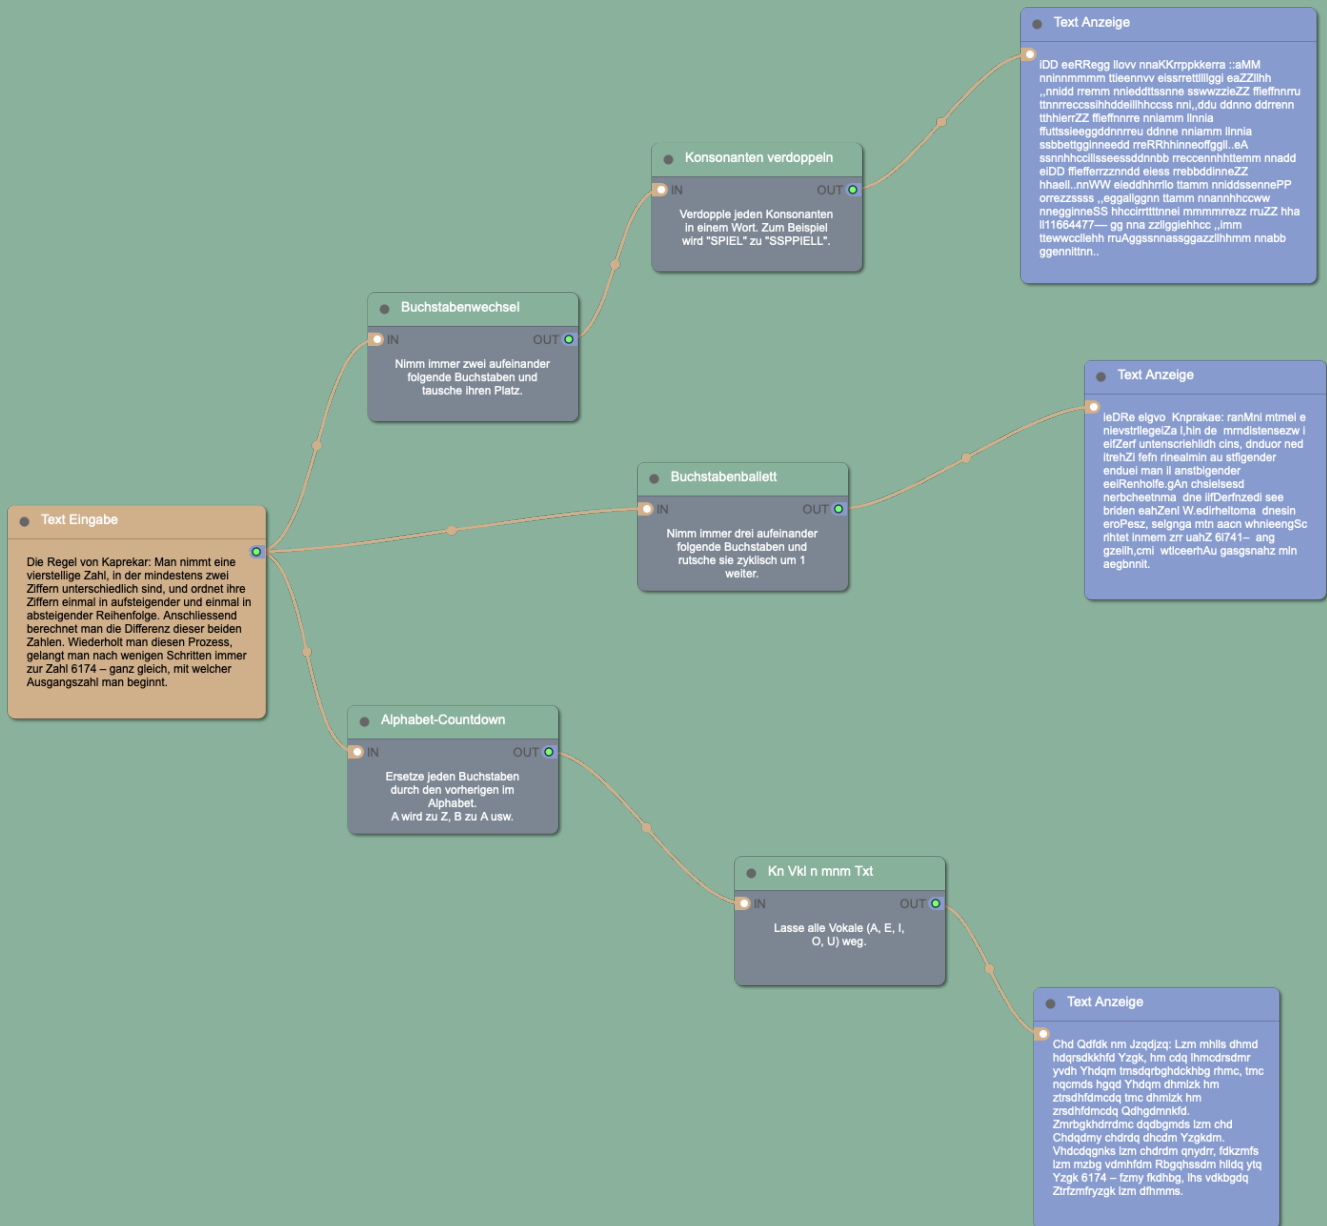 Text Anzeige
iDD eeRRegg llovv nnaKKrrppkkerra ::aMM
nninnmmmm ttieennvv eissrrettllllggi eaZZllhh
,,nnidd rremm nnieddttssnne sswwzzieZZ ffieffnnrru
ttnnrreccssihhddeillhhccss nni,,ddu ddnno ddrrenn
tthhierrZZ ffieffnnrre nniamm llnnia
ffuttssieeggddnnrreu ddnne nniamm llnnia
ssbbettgginneedd rreRRhhinneoffggll..eA
ssnnhhccillsseessddnnbb rreccennhhttemm nnadd
eiDD ffiefferrzznndd eiess rrebbddinneZZ
hhaell..nnWW eieddhhrrllo ttamm nniddssennePP
orrezzssss ,,eggallggnn ttamm nnannhhccww
nnegginneSS hhccirrttttnnei mmmmrrezz rruZZ hha
ll11664477–– gg nna zzllggiehhcc ,,imm
ttewwccllehh rruAggssnnassggazzllhhmm nnabb
ggennittnn..
Konsonanten verdoppeln
IN
OUT
Verdopple jeden Konsonanten
in einem Wort. Zum Beispiel
wird "SPIEL" zu "SSPPIELL".
Buchstabenwechsel
IN
OUT
Nimm immer zwei aufeinander
folgende Buchstaben und
tausche ihren Platz.
Text Anzeige
ieDRe elgvo  Knprakae: ranMni mtmei e
nievstrllegeiZa l,hin de  mrndistensezw i
eifZerf untenscriehlidh cins, dnduor ned
ltrehZi fefn rinealmin au stfigender
enduei man il anstbigender
eeiRenholfe.gAn chsielsesd
nerbcheetnma  dne iifDerfnzedi see
briden eahZenl W.edirheltoma  dnesin
eroPesz, selgnga mtn aacn whnieengSc
rihtet inmem zrr uahZ 6l741–  ang
gzeilh,cmi  wtlceerhAu gasgsnahz mln
aegbnnit.
Buchstabenballett
IN
OUT
Nimm immer drei aufeinander
folgende Buchstaben und
rutsche sie zyklisch um 1
weiter.
Text Eingabe
Die Regel von Kaprekar: Man nimmt eine
vierstellige Zahl, in der mindestens zwei
Ziffern unterschiedlich sind, und ordnet ihre
Ziffern einmal in aufsteigender und einmal in
absteigender Reihenfolge. Anschliessend
berechnet man die Differenz dieser beiden
Zahlen. Wiederholt man diesen Prozess,
gelangt man nach wenigen Schritten immer
zur Zahl 6174 – ganz gleich, mit welcher
Ausgangszahl man beginnt.
Alphabet-Countdown
IN
OUT
Ersetze jeden Buchstaben
durch den vorherigen im
Alphabet.
A wird zu Z, B zu A usw.
Kn Vkl n mnm Txt
IN
OUT
Lasse alle Vokale (A, E, I,
O, U) weg.
Text Anzeige
Chd Qdfdk nm Jzqdjzq: Lzm mhlls dhmd
hdqrsdkkhfd Yzgk, hm cdq lhmcdrsdmr
yvdh Yhdqm tmsdqrbghdckhbg rhmc, tmc
nqcmds hgqd Yhdqm dhmlzk hm
ztrsdhfdmcdq tmc dhmlzk hm
zrsdhfdmcdq Qdhgdmnkfd.
Zmrbgkhdrrdmc dqdbgmds lzm chd
Chdqdmy chdrdq dhcdm Yzgkdm.
Vhdcdqgnks lzm chdrdm qnydrr, fdkzmfs
lzm mzbg vdmhfdm Rbgqhssdm hlldq ytq
Yzgk 6174 – fzmy fkdhbg, lhs vdkbgdq
Ztrfzmfryzgk lzm dfhmms.